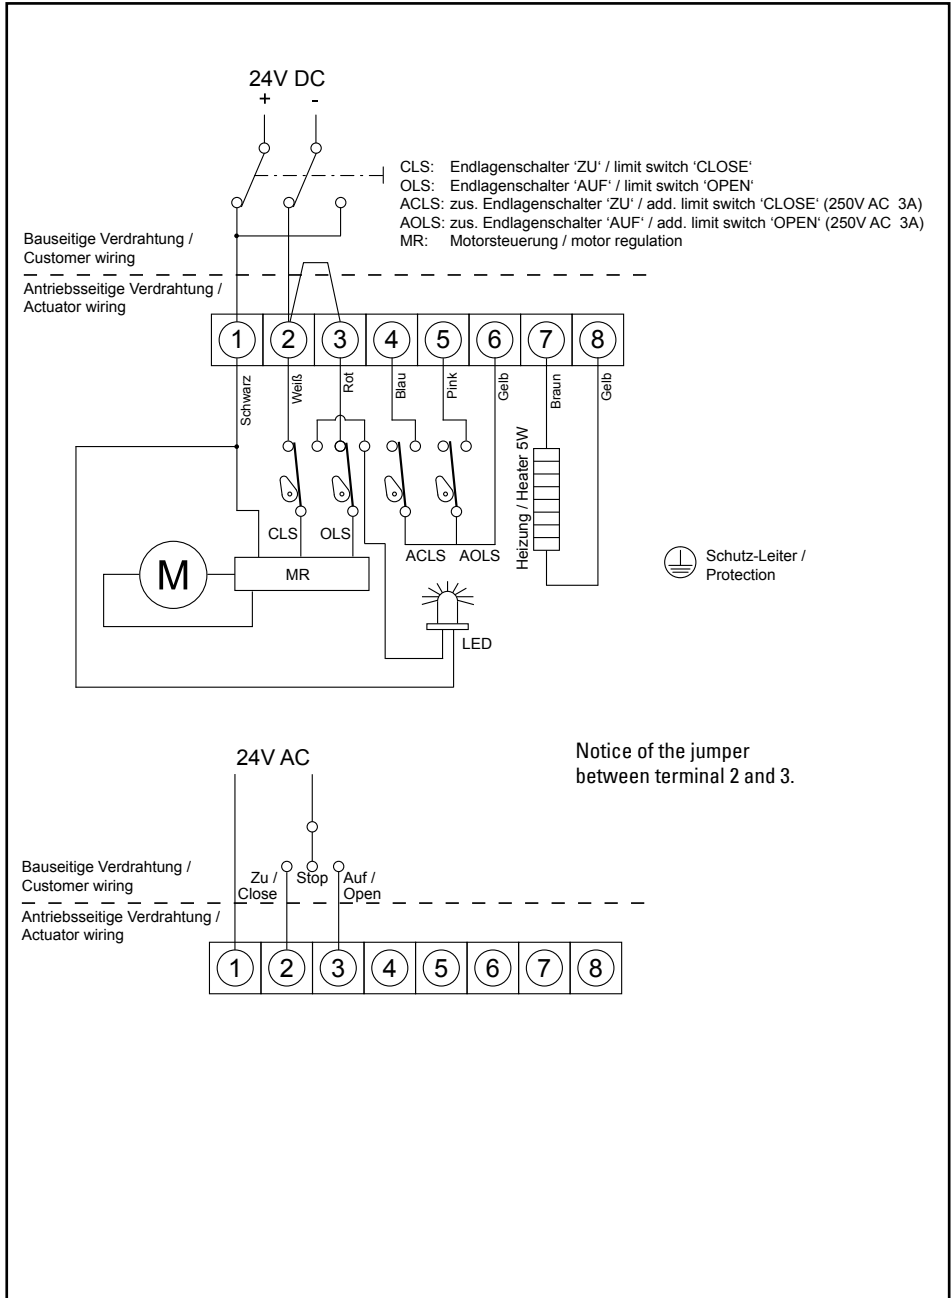 24V DC
+ -
CLS: Endlagenschalter 'ZU' / limit switch 'CLOSE'
OLS: Endlagenschalter 'AUF' / limit switch 'OPEN'
ACLS: zus. Endlagenschalter 'ZU' / add. limit switch 'CLOSE' (250V AC 3A)
AOLS: zus. Endlagenschalter 'AUF' / add. limit switch 'OPEN' (250V AC 3A)
MR: Motorsteuerung / motor regulation
Bauseitige Verdrahtung /
Customer wiring
Antriebsseitige Verdrahtung /
Actuator wiring
1 2 3 4 5 6 7 8
Schwarz
Weiß
Rot
Blau
Pink
Gelb
Braun
Gelb
Heizung / Heater 5W
CLS OLS
ACLS AOLS
M
MR
Schutz-Leiter /
Protection
LED
24V AC
Notice of the jumper
between terminal 2 and 3.
Bauseitige Verdrahtung /
Customer wiring
Zu /
Close
Stop
Auf /
Open
Antriebsseitige Verdrahtung /
Actuator wiring
1 2 3 4 5 6 7 8